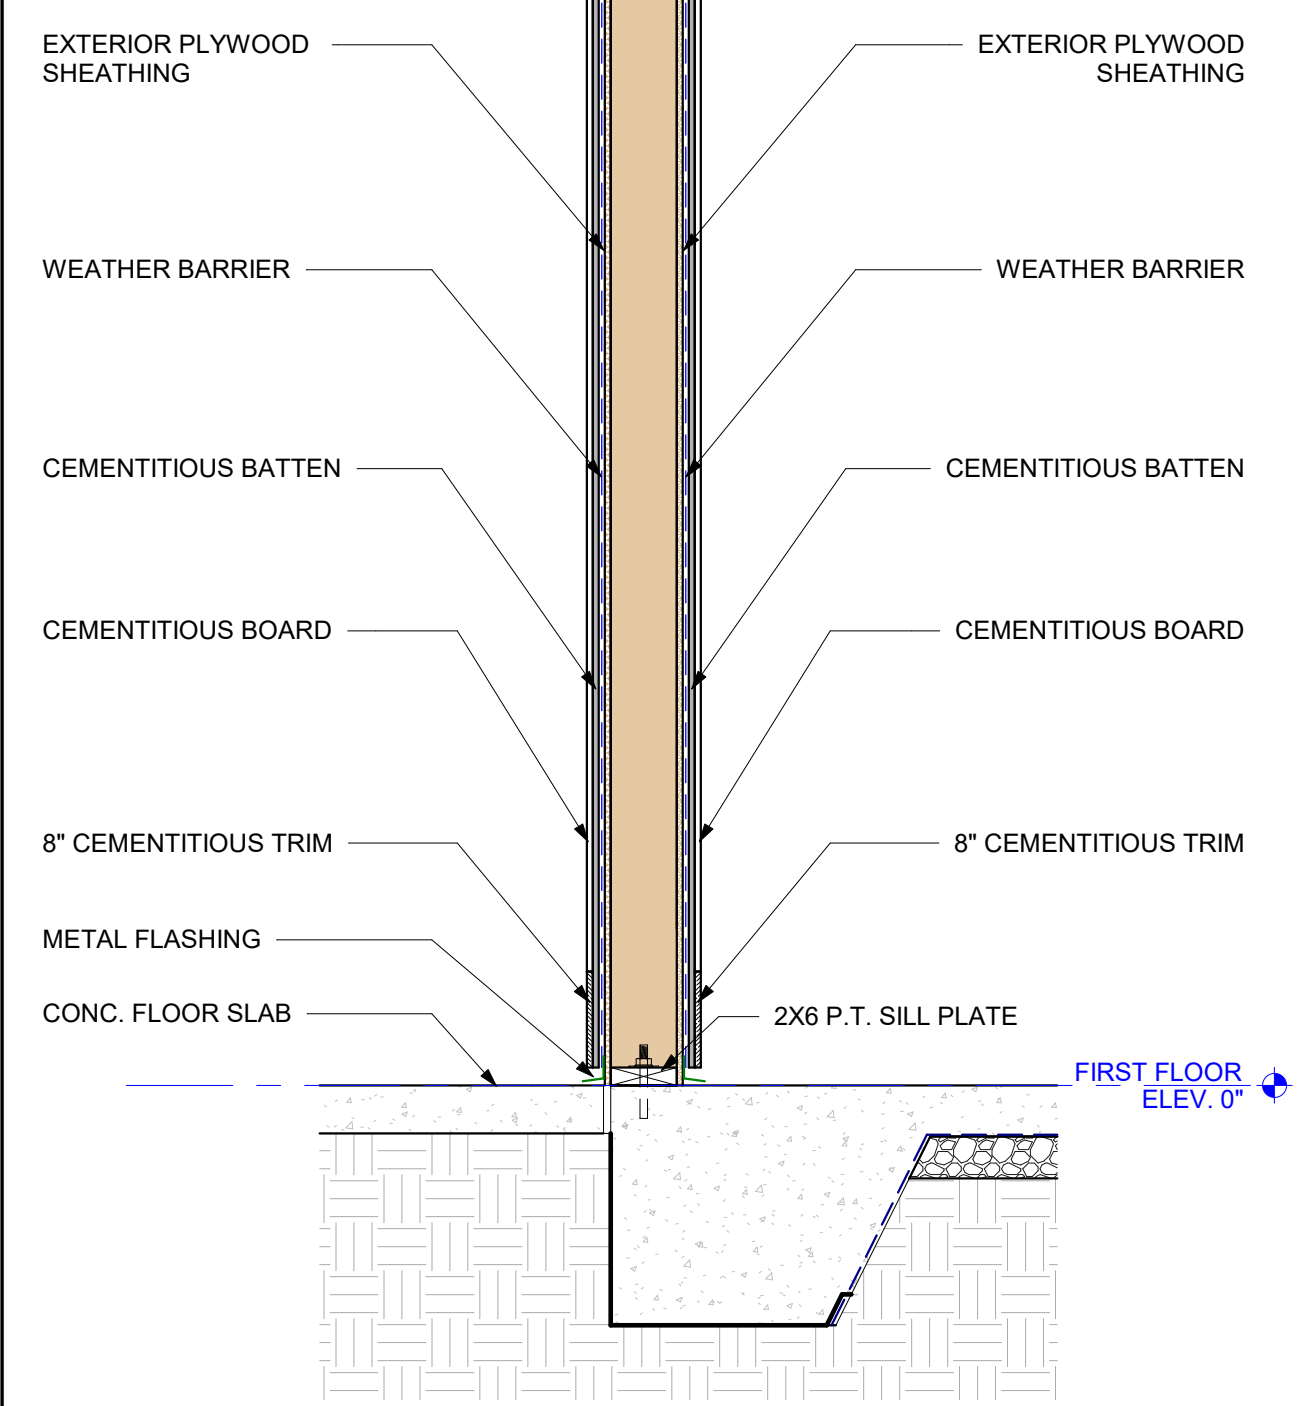 EXTERIOR PLYWOOD
SHEATHING
EXTERIOR PLYWOOD
SHEATHING
WEATHER BARRIER
WEATHER BARRIER
CEMENTITIOUS BATTEN
CEMENTITIOUS BATTEN
CEMENTITIOUS BOARD
CEMENTITIOUS BOARD
8" CEMENTITIOUS TRIM
8" CEMENTITIOUS TRIM
METAL FLASHING
CONC. FLOOR SLAB
2X6 P.T. SILL PLATE
FIRST FLOOR
ELEV. 0"